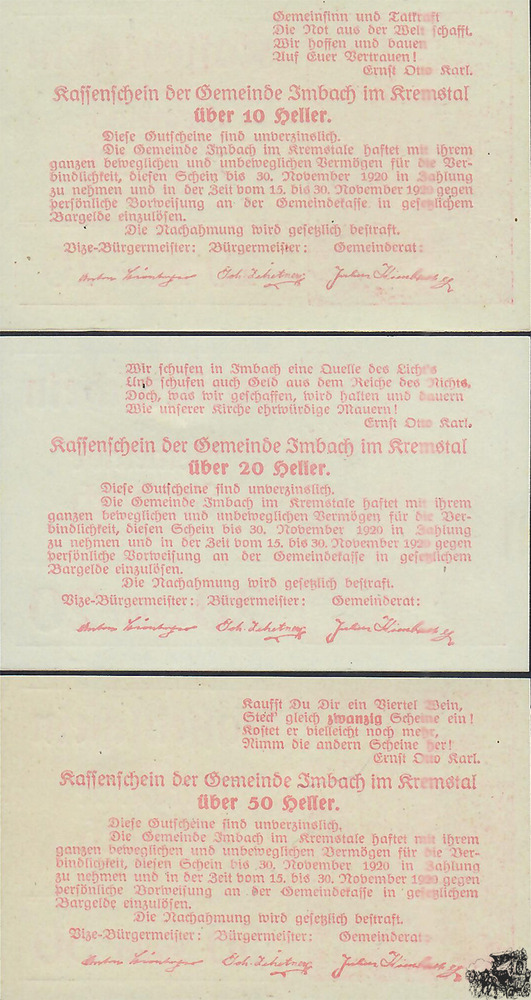 Gemeinsinn und Tatkraft
Die Not aus der Welt schafft.
Wir hoffen und bauen
Auf Euer Vertrauen!
Ernst Otto Karl.
Kassenschein der Gemeinde Imbach im Kremstal
über 10 Heller.
Diese Gutscheine sind unverzinslich.
Die Gemeinde Imbach im Kremstale haftet mit ihrem
ganzen beweglichen und unbeweglichen Vermögen für die Ver-
bindlichkeit, diesen Schein bis 30. November 1920 in Zahlung
zu nehmen und in der Zeit vom 15. bis 30. November 1920 gegen
persönliche Vorweisung an der Gemeindekasse in gesetzlichem
Bargelde einzulösen.
Die Nachahmung wird gesetzlich bestraft.
Vize-Bürgermeister: Bürgermeister: Gemeinderat:
Wir schufen in Imbach eine Quelle des Lichts
Und schufen auch Geld aus dem Reiche des Nichts,
Doch, was wir geschaffen, wird halten und dauern
Wie unserer Kirche ehrwürdige Mauern!
Ernst Otto Karl.
Kassenschein der Gemeinde Imbach im Kremstal
über 20 Heller.
Diese Gutscheine sind unverzinslich.
Die Gemeinde Imbach im Kremstale haftet mit ihrem
ganzen beweglichen und unbeweglichen Vermögen für die Ver-
bindlichkeit, diesen Schein bis 30. November 1920 in Zahlung
zu nehmen und in der Zeit vom 15. bis 30. November 1920 gegen
persönliche Vorweisung an der Gemeindekasse in gesetzlichem
Bargelde einzulösen.
Die Nachahmung wird gesetzlich bestraft.
Vize-Bürgermeister: Bürgermeister: Gemeinderat:
Kaufst Du Dir ein Viertel Wein,
Steck' gleich zwanzig Scheine ein!
Kostet er vielleicht noch mehr,
Nimm die andern Scheine her!
Ernst Otto Karl.
Kassenschein der Gemeinde Imbach im Kremstal
über 50 Heller.
Diese Gutscheine sind unverzinslich.
Die Gemeinde Imbach im Kremstale haftet mit ihrem
ganzen beweglichen und unbeweglichen Vermögen für die Ver-
bindlichkeit, diesen Schein bis 30. November 1920 in Zahlung
zu nehmen und in der Zeit vom 15. bis 30. November 1920 gegen
persönliche Vorweisung an der Gemeindekasse in gesetzlichem
Bargelde einzulösen.
Die Nachahmung wird gesetzlich bestraft.
Vize-Bürgermeister: Bürgermeister: Gemeinderat: